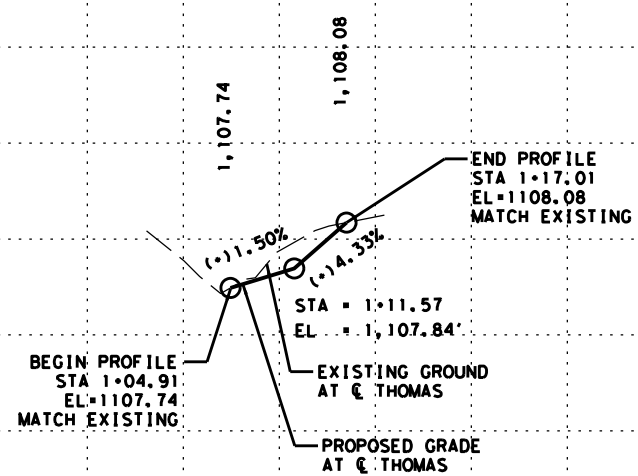 1,108.08
1,107.74
END PROFILE
STA 1+17.01
EL=1108.08
MATCH EXISTING
(+)1.50%
(+)4.33%
STA = 1+11.57
EL = 1,107.84'
BEGIN PROFILE
STA 1+04.91
EL=1107.74
MATCH EXISTING
EXISTING GROUND
AT ℄ THOMAS
PROPOSED GRADE
AT ℄ THOMAS